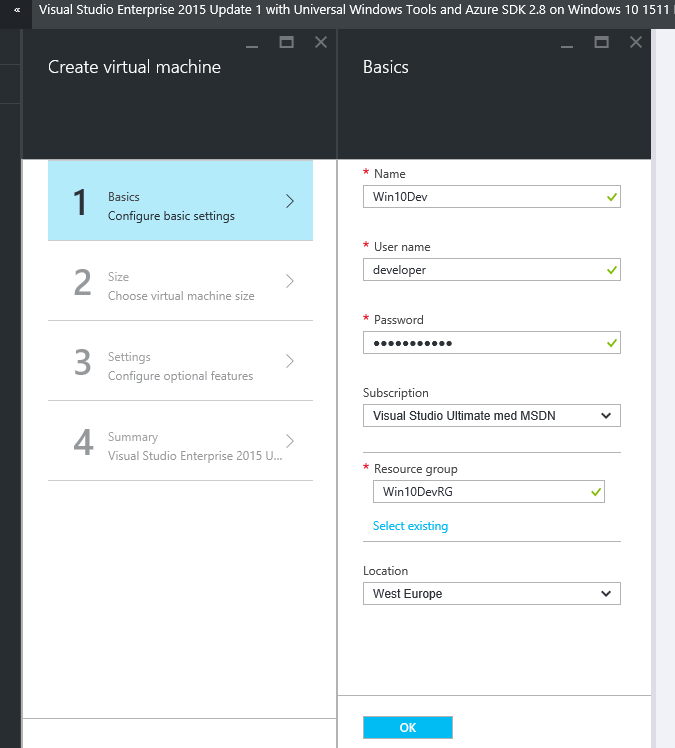 «
Visual Studio Enterprise 2015 Update 1 with Universal Windows Tools and Azure SDK 2.8 on Windows 10 1511
Create virtual machine
1
Basics
Configure basic settings
2
Size
Choose virtual machine size
3
Settings
Configure optional features
4
Summary
Visual Studio Enterprise 2015 U...
Basics
* Name
Win10Dev
* User name
developer
* Password
●●●●●●●●●●●
Subscription
Visual Studio Ultimate med MSDN
* Resource group
Win10DevRG
Select existing
Location
West Europe
OK